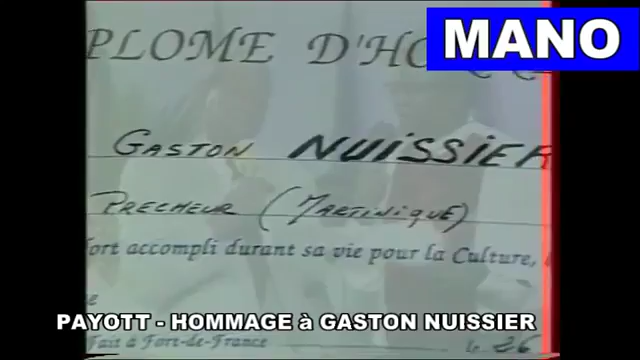 MANO
PLOME D'HO
GASTON NUISSIER
PRECHEUR (MARTINIQUE)
fort accompli durant sa vie pour la Culture,
e
PAYOTT - HOMMAGE à GASTON NUISSIER
Fait à Fort-de-France le 26